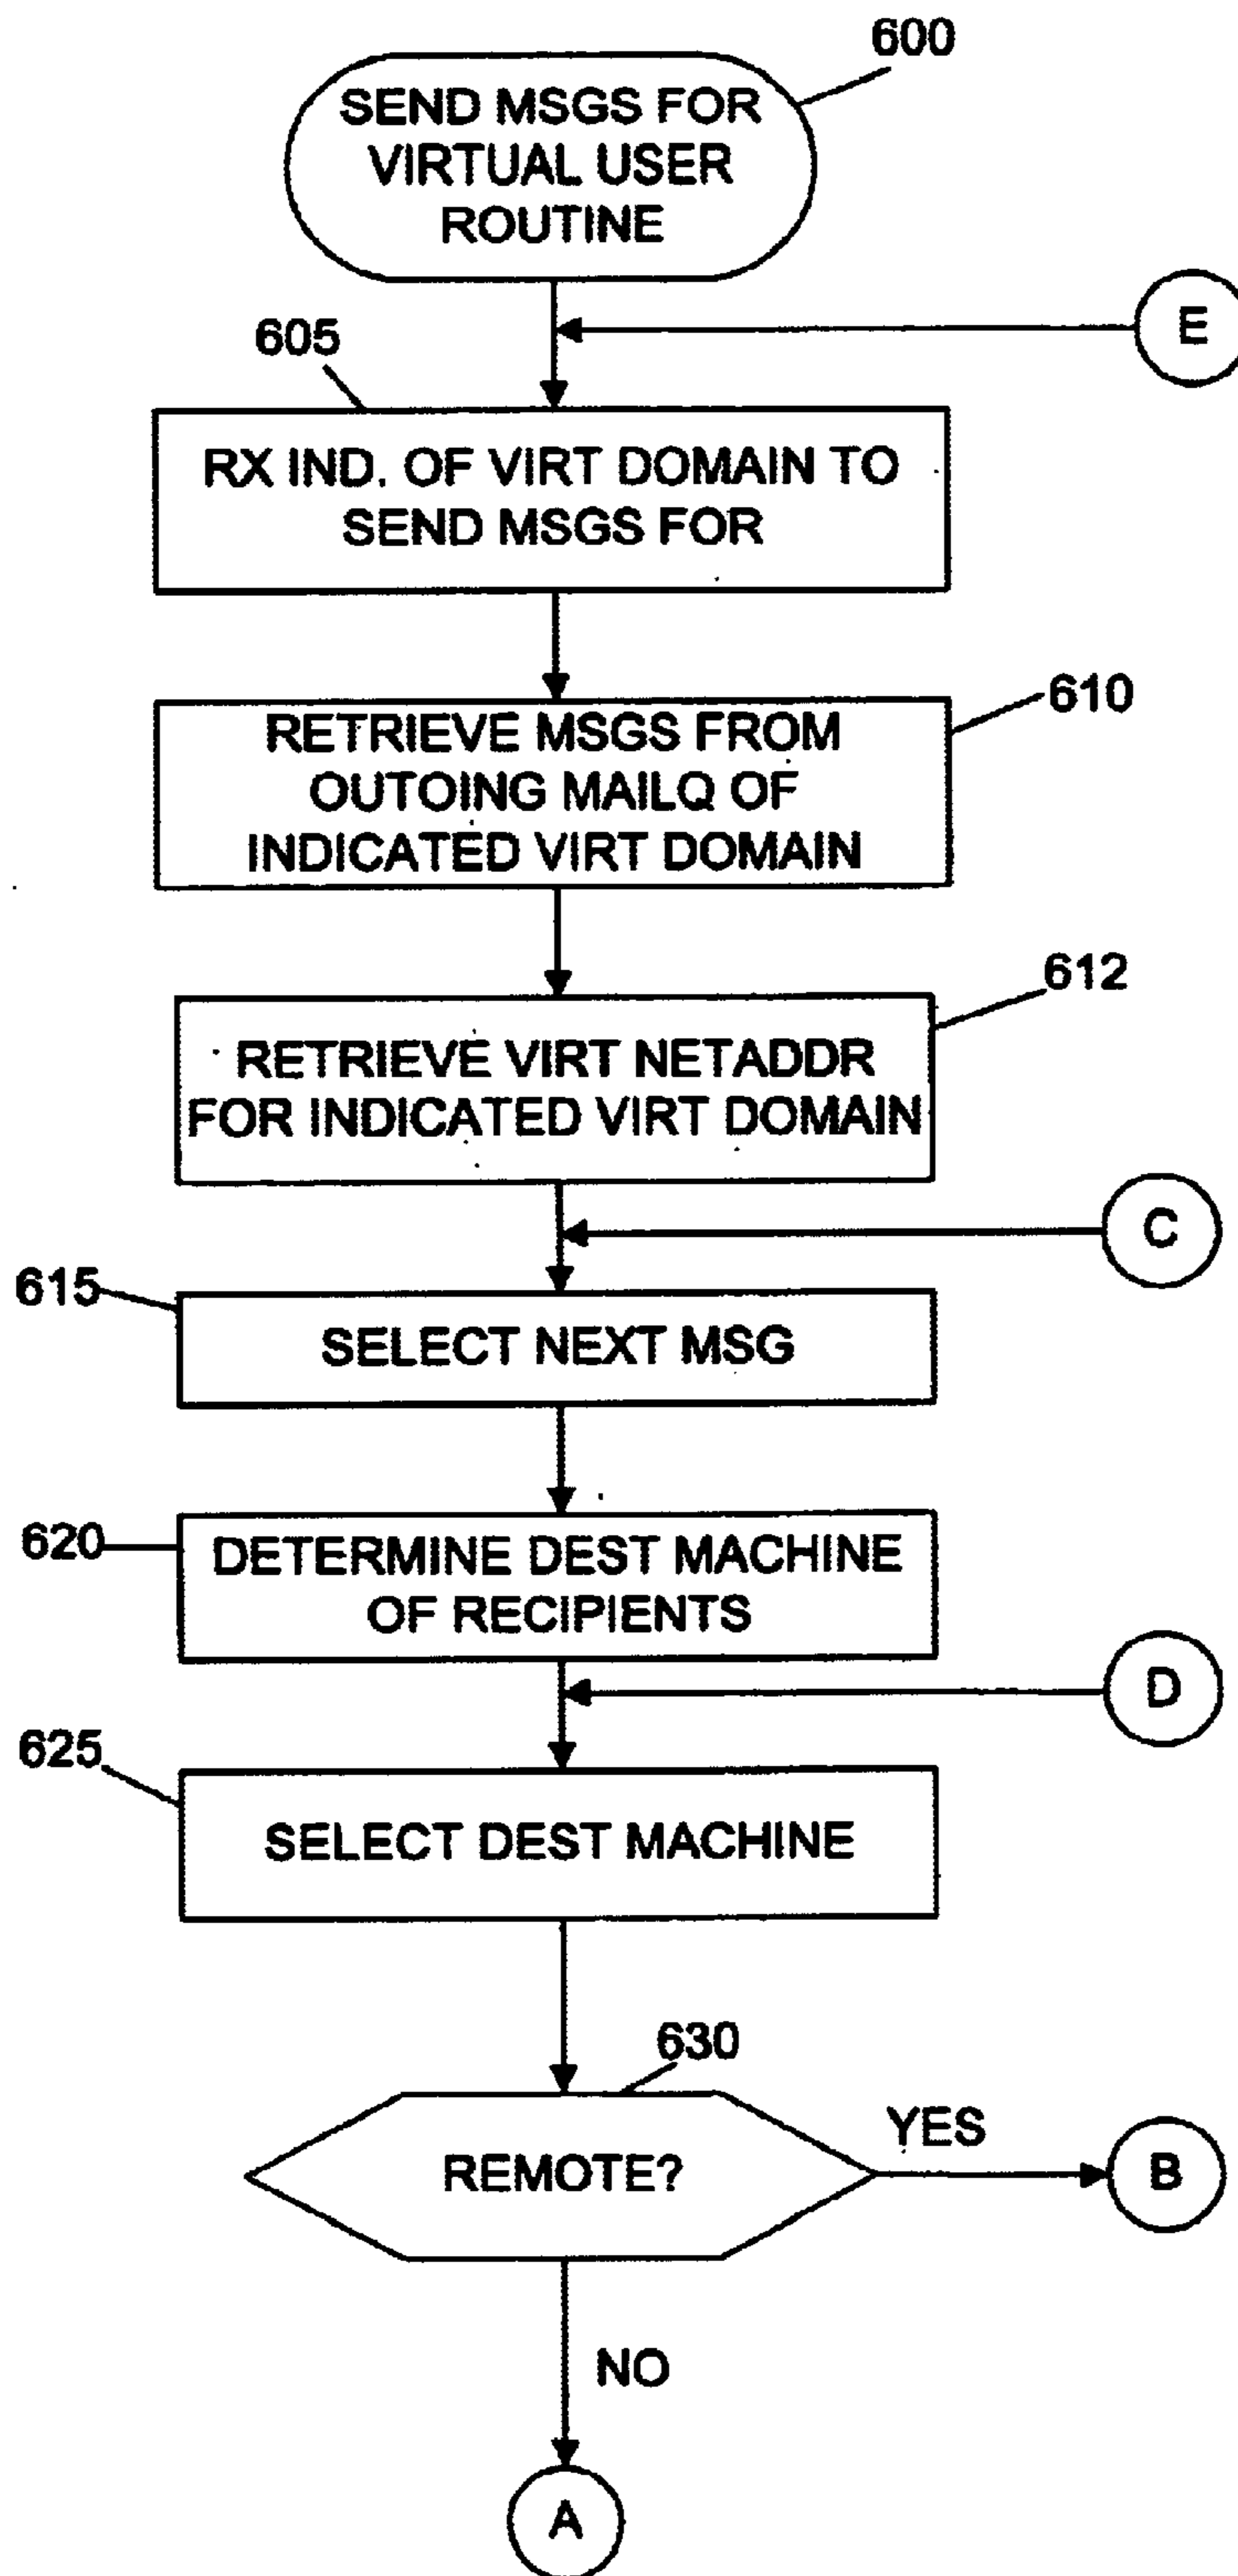 600
SEND MSGS FOR
VIRTUAL USER
ROUTINE
E
605
RX IND. OF VIRT DOMAIN TO
SEND MSGS FOR
610
RETRIEVE MSGS FROM
OUTOING MAILQ OF
INDICATED VIRT DOMAIN
612
RETRIEVE VIRT NETADDR
FOR INDICATED VIRT DOMAIN
C
615
SELECT NEXT MSG
620
DETERMINE DEST MACHINE
OF RECIPIENTS
D
625
SELECT DEST MACHINE
630
REMOTE?
YES
B
NO
A